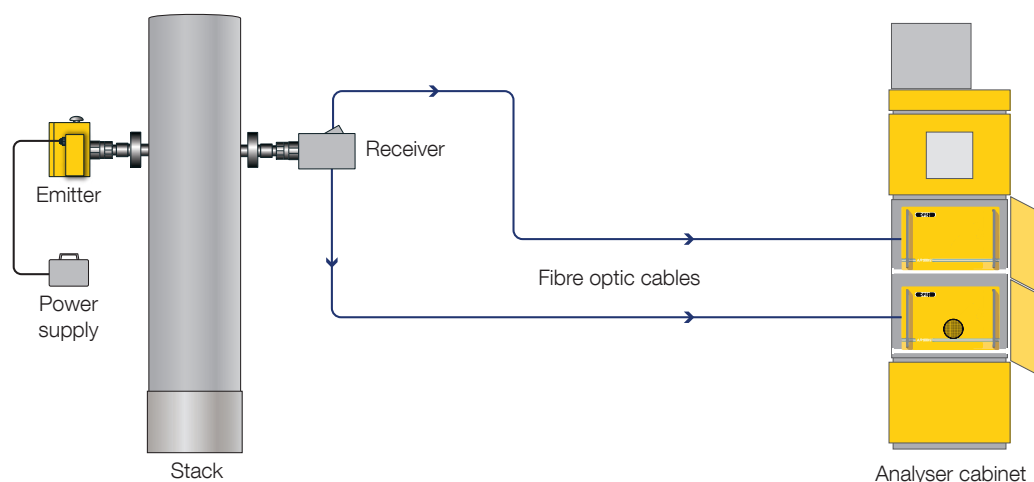 Receiver
Emitter
Fibre optic cables
Power
supply
Stack
Analyser cabinet